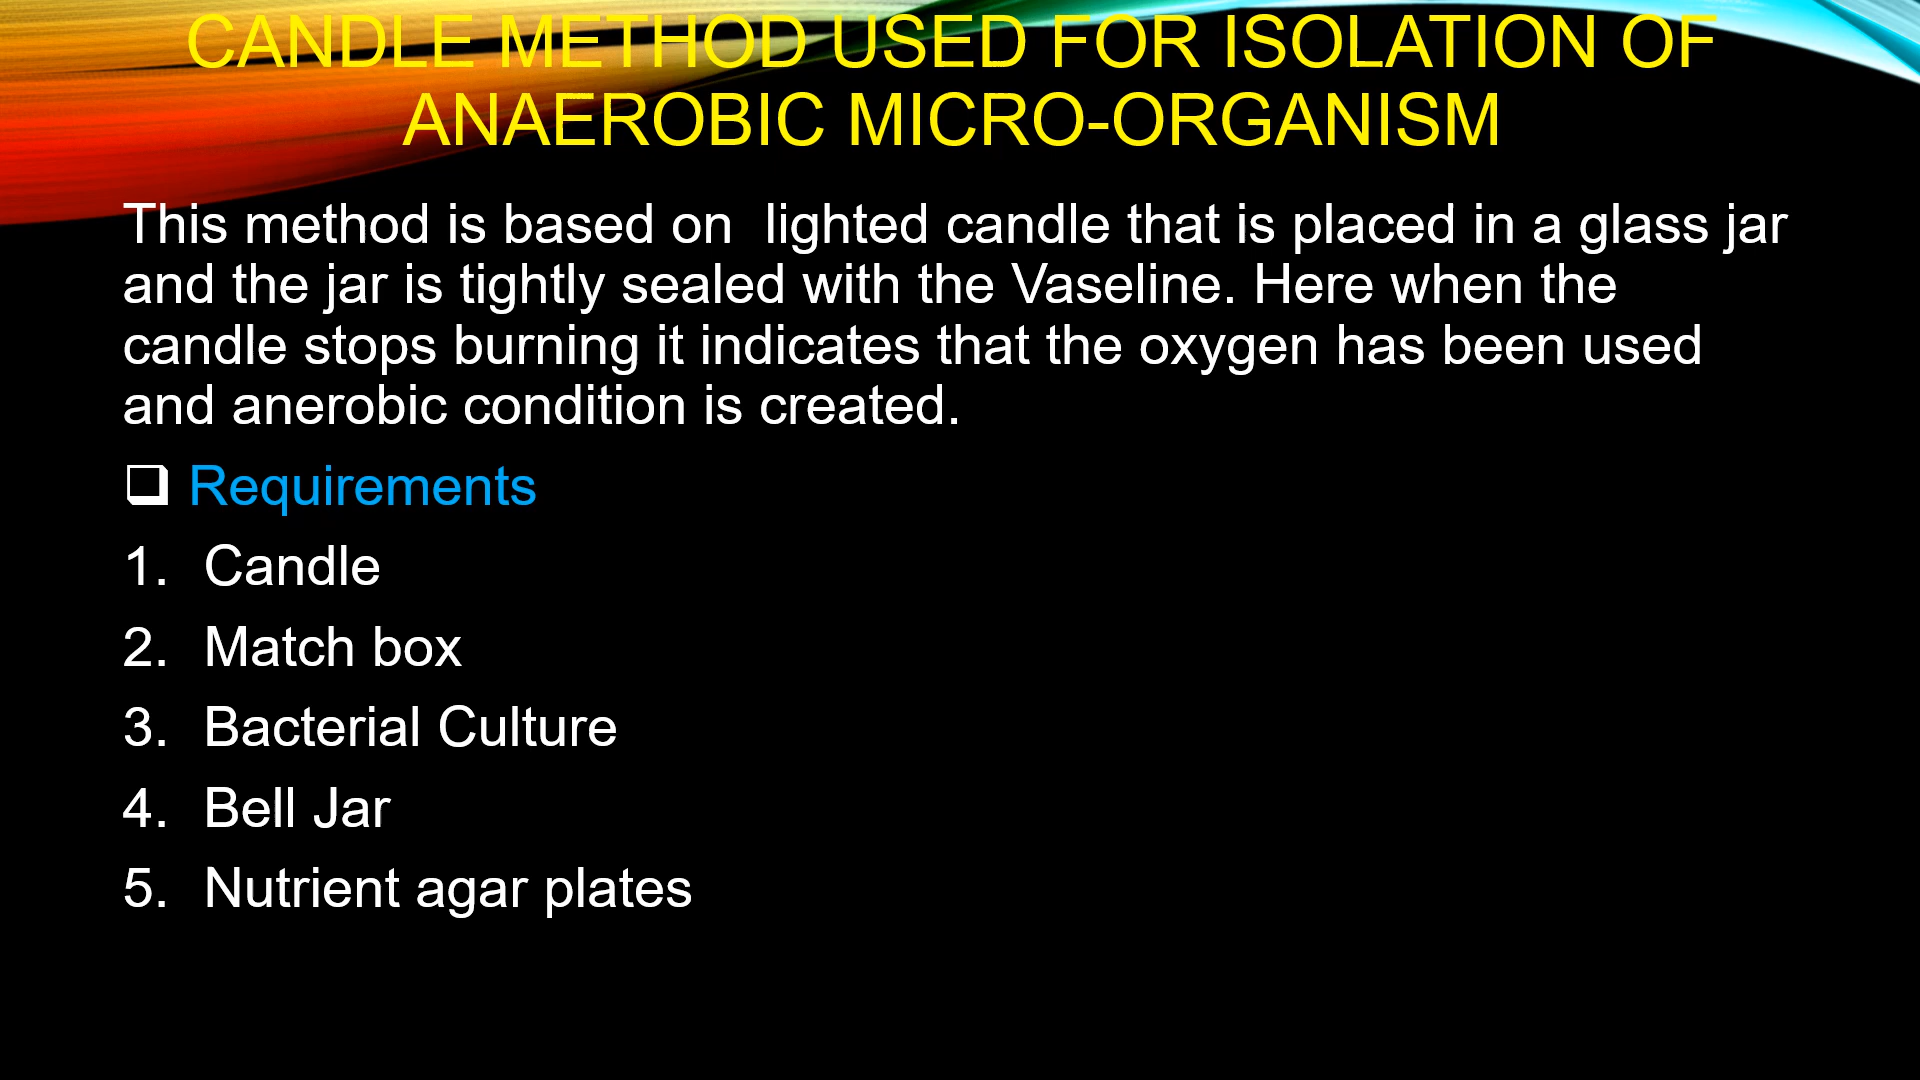 CANDLE METHOD USED FOR ISOLATION OF
ANAEROBIC MICRO-ORGANISM
This method is based on  lighted candle that is placed in a glass jar
and the jar is tightly sealed with the Vaseline. Here when the
candle stops burning it indicates that the oxygen has been used
and anerobic condition is created.
❑ Requirements
1. Candle
2. Match box
3. Bacterial Culture
4. Bell Jar
5. Nutrient agar plates